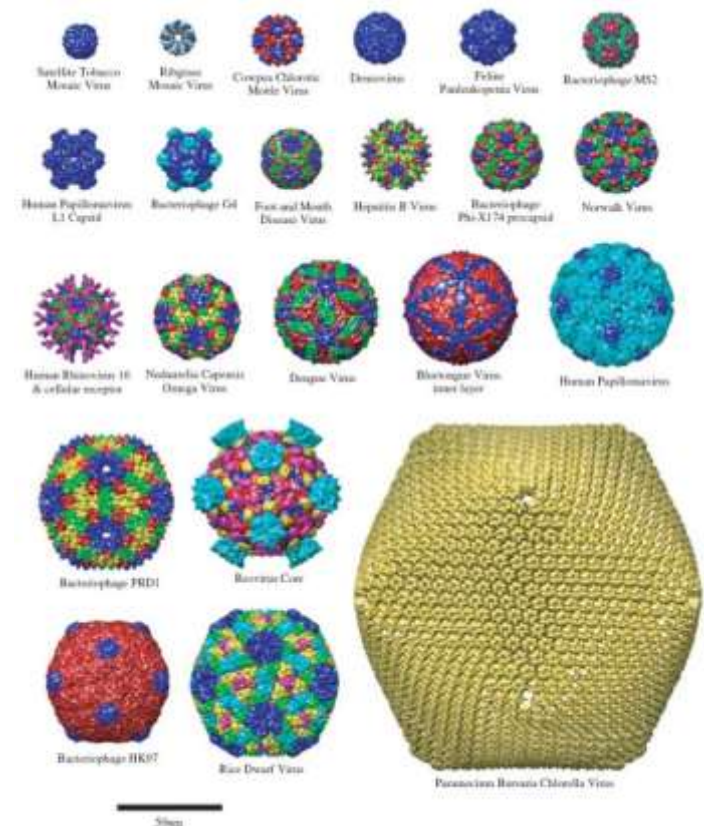 Satellite Tobacco
Mosaic Virus
Ribgrass
Mosaic Virus
Cowpea Chlorotic
Mottle Virus
Densovirus
Feline
Panleukopenia Virus
Bacteriophage MS2
Human Papillomavirus
L1 Capsid
Bacteriophage G4
Foot and Mouth
Disease Virus
Hepatitis B Virus
Bacteriophage
Phi-X174 procapsid
Norwalk Virus
Human Rhinovirus 16
& cellular receptor
Nudaurelia Capensis
Omega Virus
Dengue Virus
Bluetongue Virus
inner layer
Human Papillomavirus
Bacteriophage PRD1
Reovirus Core
Bacteriophage HK97
Rice Dwarf Virus
Paramecium Bursaria Chlorella Virus
50nm